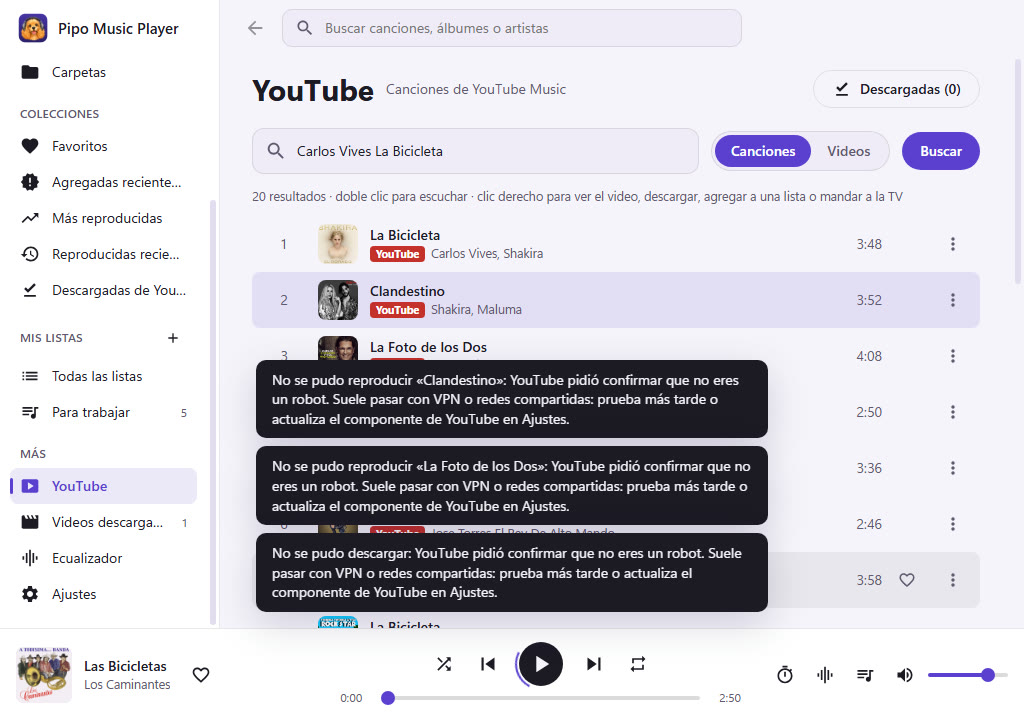 Pipo Music Player
Buscar canciones, álbumes o artistas
Carpetas
COLECCIONES
Favoritos
Agregadas reciente...
Más reproducidas
Reproducidas recie...
Descargadas de You...
MIS LISTAS
Todas las listas
Para trabajar 5
MÁS
YouTube
Videos descarga... 1
Ecualizador
Ajustes
YouTube Canciones de YouTube Music
Descargadas (0)
Carlos Vives La Bicicleta
Canciones Videos
Buscar
20 resultados · doble clic para escuchar · clic derecho para ver el video, descargar, agregar a una lista o mandar a la TV
1 La Bicicleta 3:48
YouTube Carlos Vives, Shakira
2 Clandestino 3:52
YouTube Shakira, Maluma
3 La Foto de los Dos 4:08
No se pudo reproducir «Clandestino»: YouTube pidió confirmar que no eres
un robot. Suele pasar con VPN o redes compartidas: prueba más tarde o
actualiza el componente de YouTube en Ajustes.
2:50
No se pudo reproducir «La Foto de los Dos»: YouTube pidió confirmar que no
eres un robot. Suele pasar con VPN o redes compartidas: prueba más tarde o
actualiza el componente de YouTube en Ajustes.
3:36
2:46
No se pudo descargar: YouTube pidió confirmar que no eres un robot. Suele
pasar con VPN o redes compartidas: prueba más tarde o actualiza el
componente de YouTube en Ajustes.
3:58
La Bicicleta
Las Bicicletas
Los Caminantes
0:00
2:50